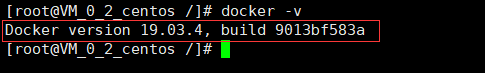 [root@VM_0_2_centos /]# docker -v
Docker version 19.03.4, build 9013bf583a
[root@VM_0_2_centos /]#